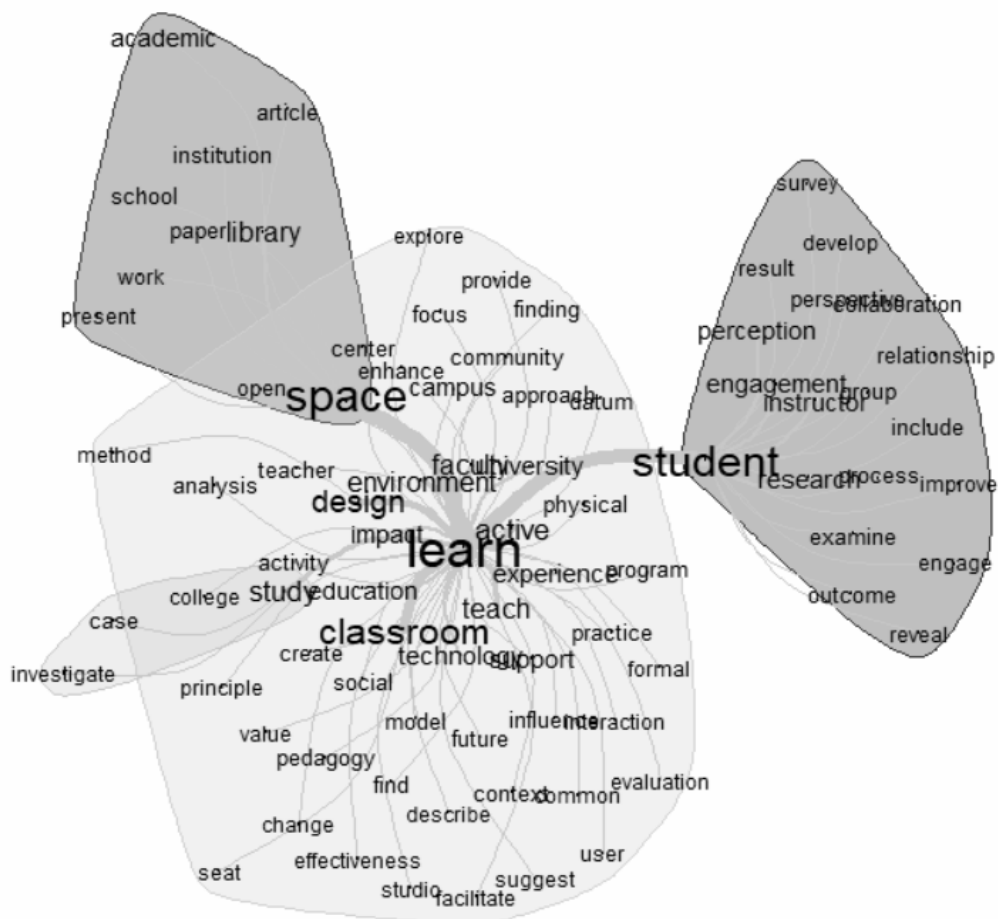 academic
article
institution
school
paper
library
work
present
open
space
explore
provide
focus
finding
center
enhance
community
campus
approach
datum
survey
develop
result
perspective
collaboration
perception
relationship
engagement
group
instructor
include
student
research
process
improve
examine
engage
outcome
reveal
method
teacher
faculty
university
analysis
environment
design
physical
impact
active
learn
activity
experience
program
college
study
education
case
teach
classroom
practice
create
technology
support
investigate
principle
social
formal
value
model
influence
interaction
pedagogy
future
find
context
common
evaluation
describe
change
effectiveness
user
seat
studio
suggest
facilitate